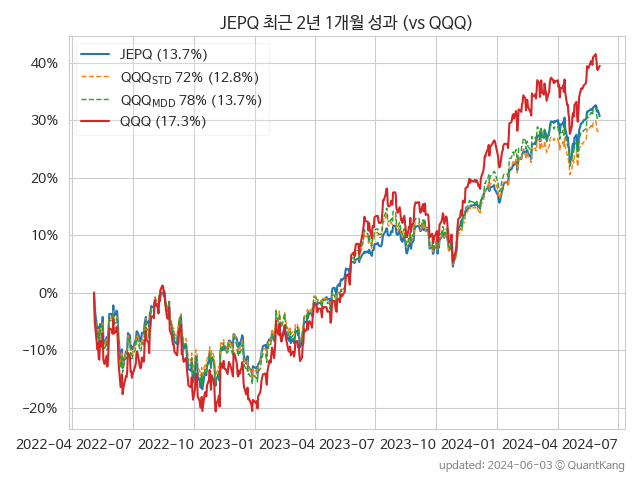 JEPQ 최근 2년 1개월 성과 (vs QQQ)
JEPQ (13.7%)
QQQSTD 72% (12.8%)
QQQMDD 78% (13.7%)
QQQ (17.3%)
40%
30%
20%
10%
0%
−10%
−20%
2022-04 2022-07 2022-10 2023-01 2023-04 2023-07 2023-10 2024-01 2024-04 2024-07
updated: 2024-06-03 © QuantKang